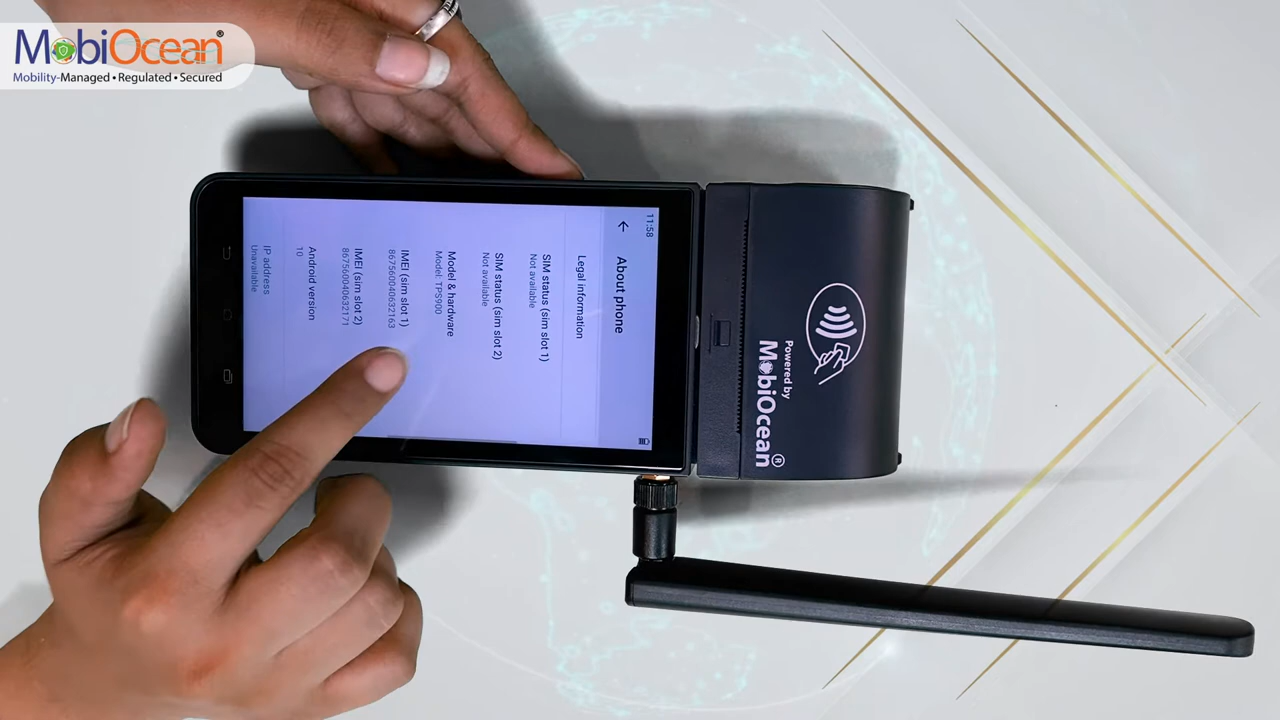 MobiOcean®
Mobility-Managed • Regulated • Secured
11:58
About phone
Legal information
SIM status (sim slot 1)
Not available
SIM status (sim slot 2)
Not available
Model & hardware
Model: TPS900
IMEI (sim slot 1)
867560040632163
IMEI (sim slot 2)
867560040632171
Android version
10
IP address
Unavailable
Powered by
MobiOcean®